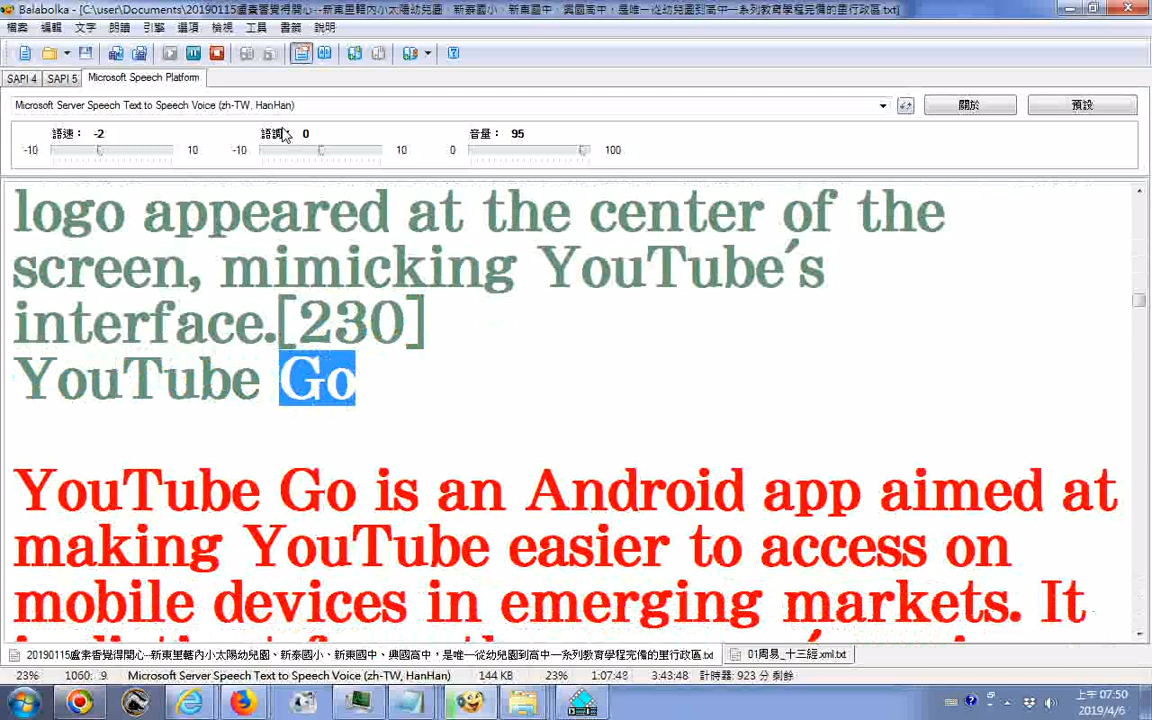 Balabolka - [C:\user\Documents\20190115盧素香覺得開心--新東里轄內小太陽幼兒園、新泰國小、新東國中、興國高中，是唯一從幼兒園到高中一系列教育學程完備的里行政區.txt]
檔案 編輯 文字 朗讀 引擎 選項 檢視 工具 書籤 說明
SAPI 4 SAPI 5 Microsoft Speech Platform
Microsoft Server Speech Text to Speech Voice (zh-TW, HanHan) 關於 預設
語速： -2 語調： 0 音量： 95
-10 10 -10 10 0 100
logo appeared at the center of the
screen, mimicking YouTube's
interface.[230]
YouTube Go
YouTube Go is an Android app aimed at
making YouTube easier to access on
mobile devices in emerging markets. It
20190115盧素香覺得開心--新東里轄內小太陽幼兒園、新泰國小、新東國中、興國高中，是唯一從幼兒園到高中一系列教育學程完備的里行政區.txt 01周易_十三經.xml.txt
23% 1060: 9 Microsoft Server Speech Text to Speech Voice (zh-TW, HanHan) 144 KB 23% 1:07:48 3:43:48 計時器: 923 分 剩餘
上午 07:50
2019/4/6